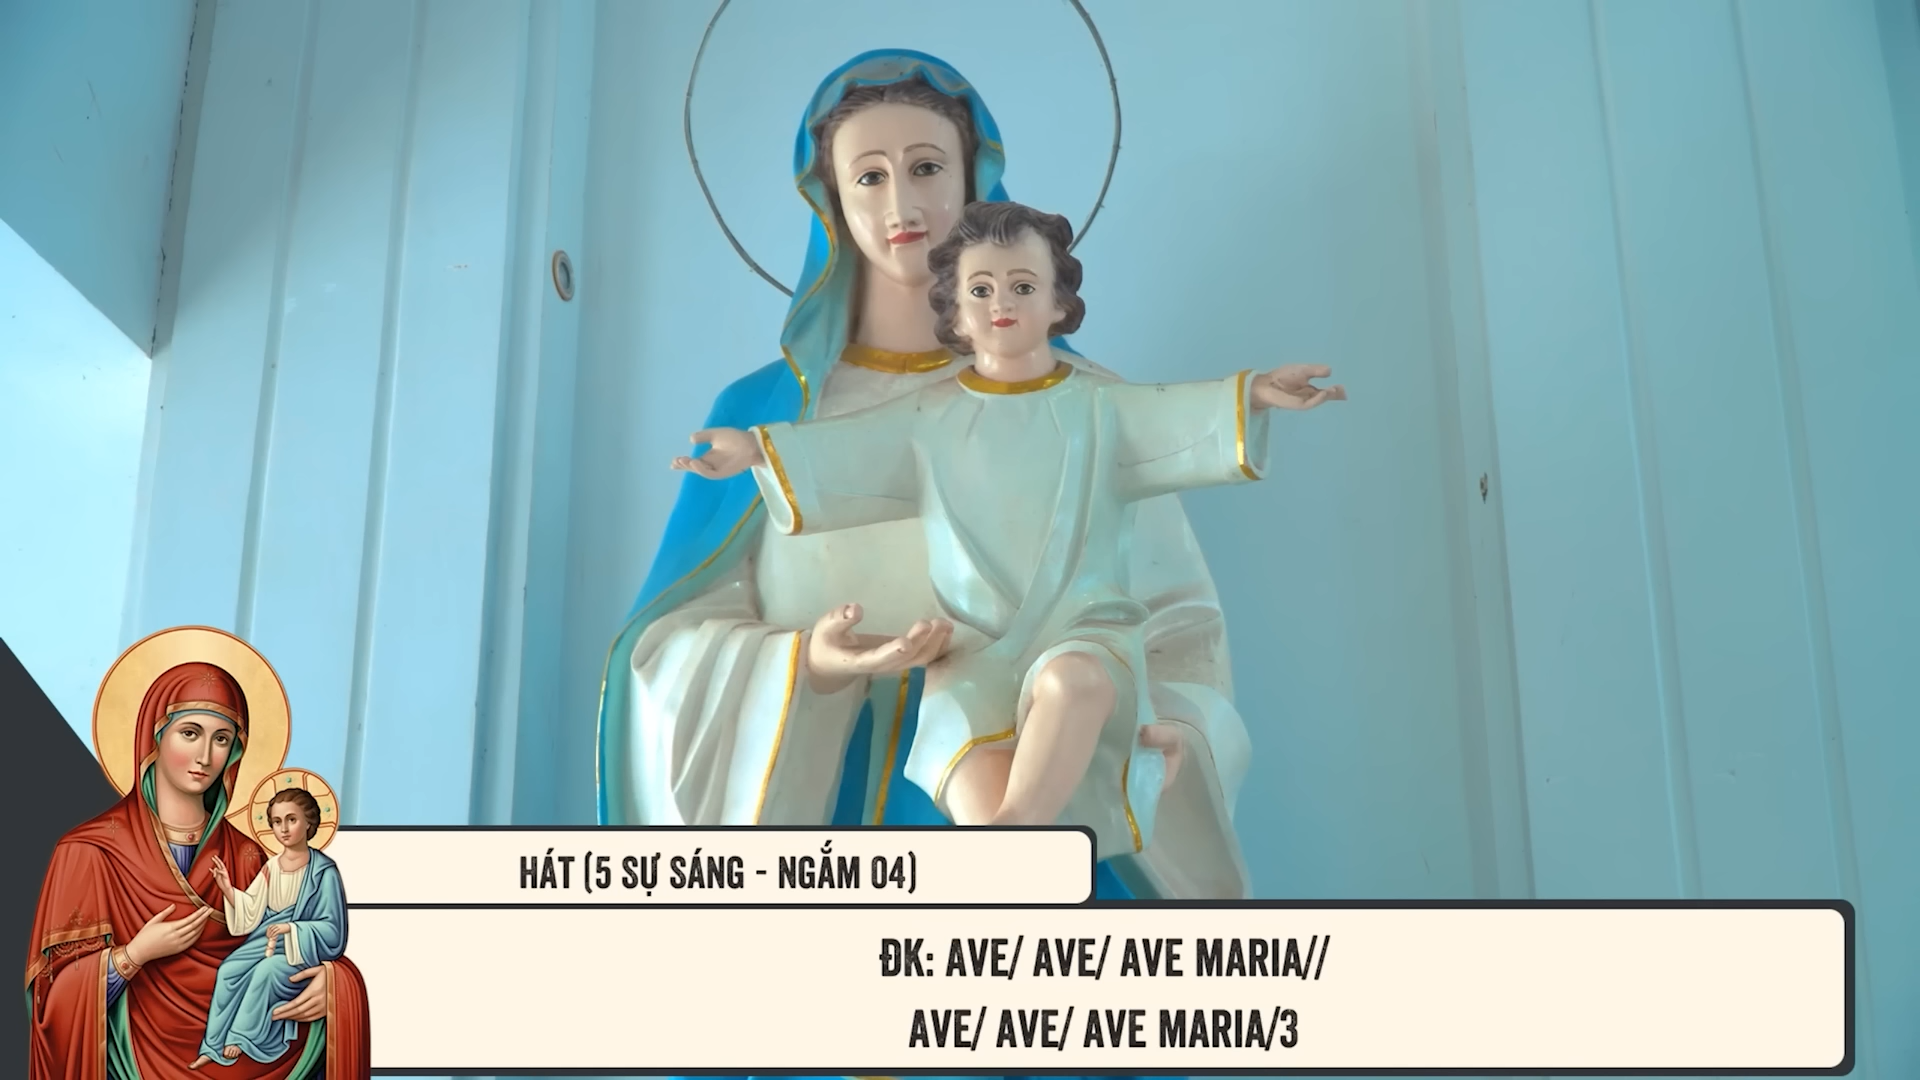 HÁT (5 SỰ SÁNG - NGẮM 04)
ĐK: AVE/ AVE/ AVE MARIA//
AVE/ AVE/ AVE MARIA/3